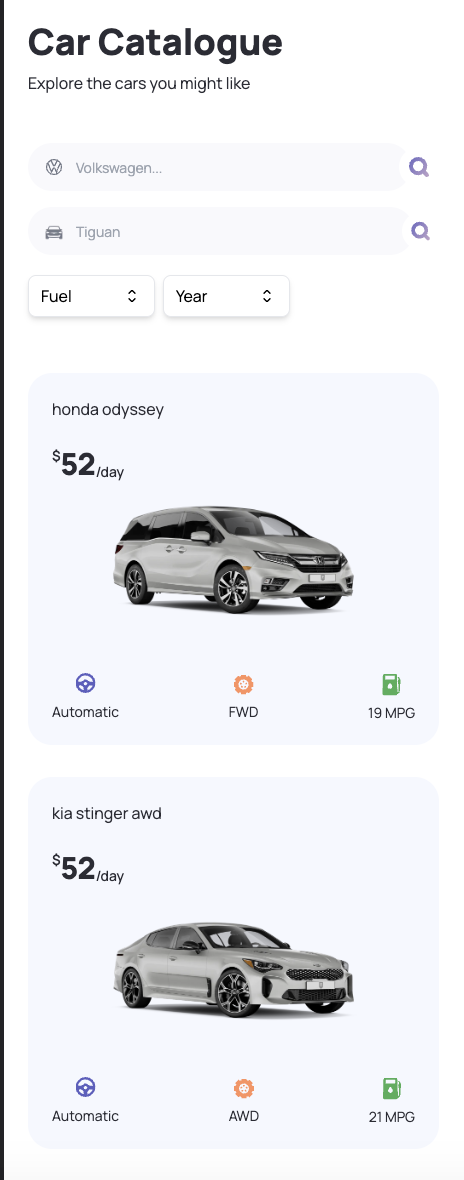 Car Catalogue
Explore the cars you might like
Volkswagen...
Tiguan
Fuel Year
honda odyssey
$52/day
Automatic FWD 19 MPG
kia stinger awd
$52/day
Automatic AWD 21 MPG